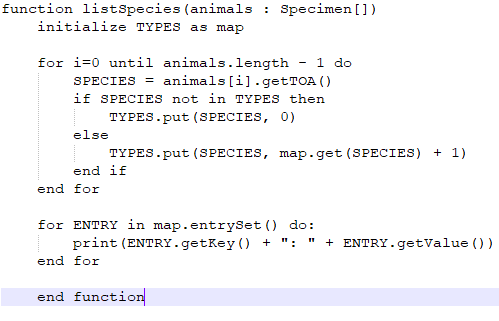 function listSpecies(animals : Specimen[])
    initialize TYPES as map
    for i=0 until animals.length - 1 do
        SPECIES = animals[i].getTOA()
        if SPECIES not in TYPES then
            TYPES.put(SPECIES, 0)
        else
            TYPES.put(SPECIES, map.get(SPECIES) + 1)
        end if
    end for
    for ENTRY in map.entrySet() do:
        print(ENTRY.getKey() + ": " + ENTRY.getValue())
    end for
    end function